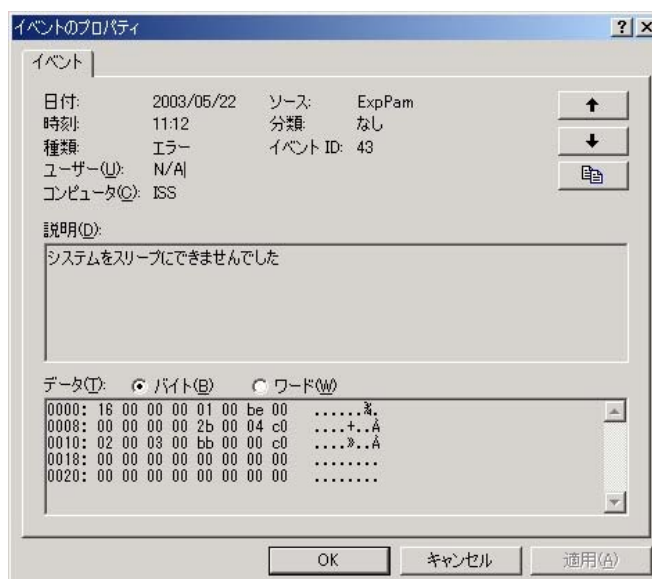 イベントのプロパティ
イベント
日付: 2003/05/22 ソース: ExpPam
時刻: 11:12 分類: なし
種類: エラー イベント ID: 43
ユーザー(U): N/A
コンピュータ(C): ISS
説明(D):
システムをスリープにできませんでした
データ(T): バイト(B) ワード(W)
0000: 16 00 00 00 01 00 be 00 ......¾.
0008: 00 00 00 00 2b 00 04 c0 ....+..À
0010: 02 00 03 00 bb 00 00 c0 ....»..À
0018: 00 00 00 00 00 00 00 00 ........
0020: 00 00 00 00 00 00 00 00 ........
OK キャンセル 適用(A)